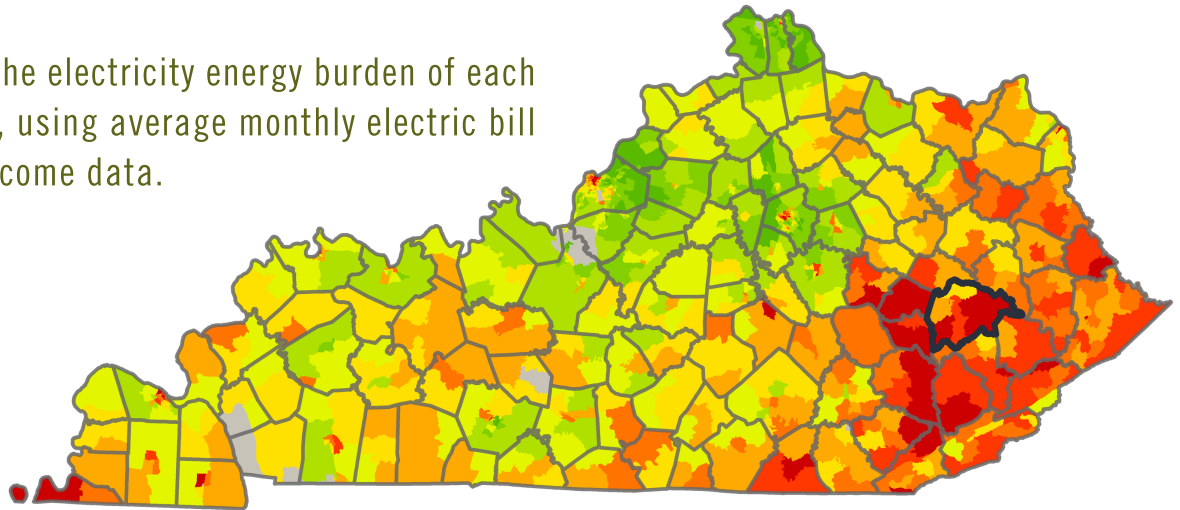 he electricity energy burden of each
, using average monthly electric bill
come data.